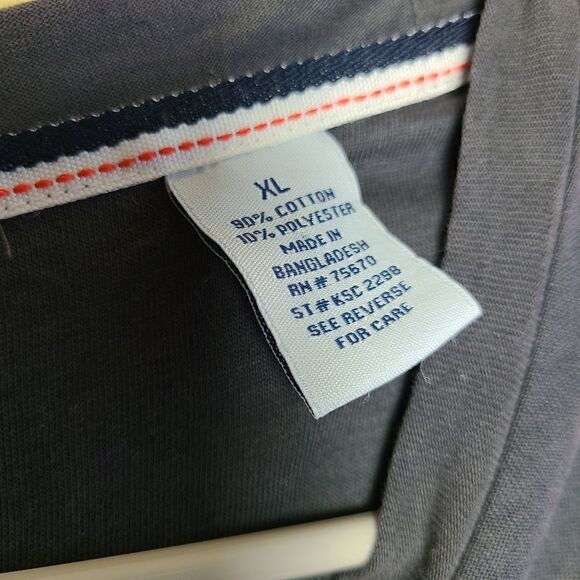 XL
90% COTTON
10% POLYESTER
MADE IN
BANGLADESH
RN # 75670
ST # KSC 2298
SEE REVERSE
FOR CARE